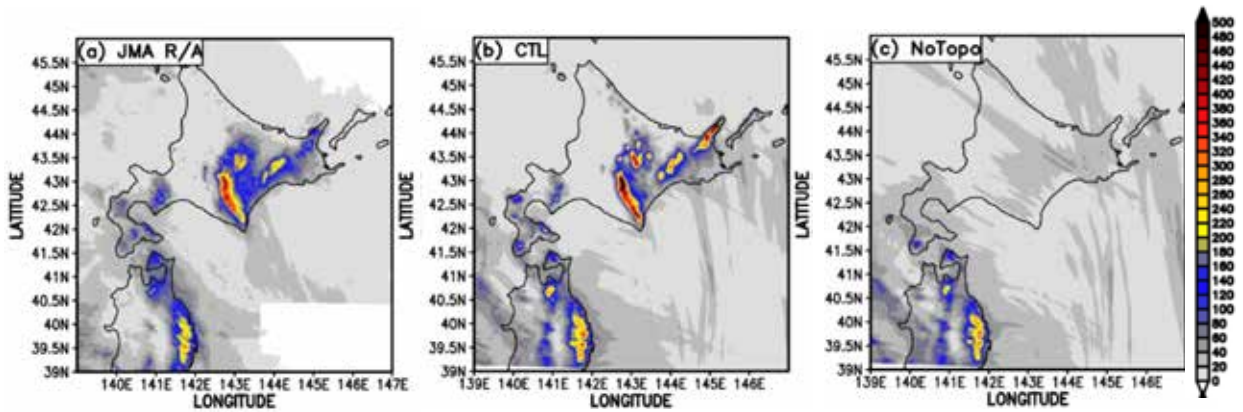 (a) JMA R/A
LATITUDE
45.5N
45N
44.5N
44N
43.5N
43N
42.5N
42N
41.5N
41N
40.5N
40N
39.5N
39N
140E 141E 142E 143E 144E 145E 146E 147E
LONGITUDE
(b) CTL
LATITUDE
45.5N
45N
44.5N
44N
43.5N
43N
42.5N
42N
41.5N
41N
40.5N
40N
39.5N
39N
139E 140E 141E 142E 143E 144E 145E 146E
LONGITUDE
(c) NoTopo
LATITUDE
45.5N
45N
44.5N
44N
43.5N
43N
42.5N
42N
41.5N
41N
40.5N
40N
39.5N
39N
139E 140E 141E 142E 143E 144E 145E 146E
LONGITUDE
500
480
460
440
420
400
380
360
340
320
300
280
260
240
220
200
180
160
140
120
100
80
60
40
20
0